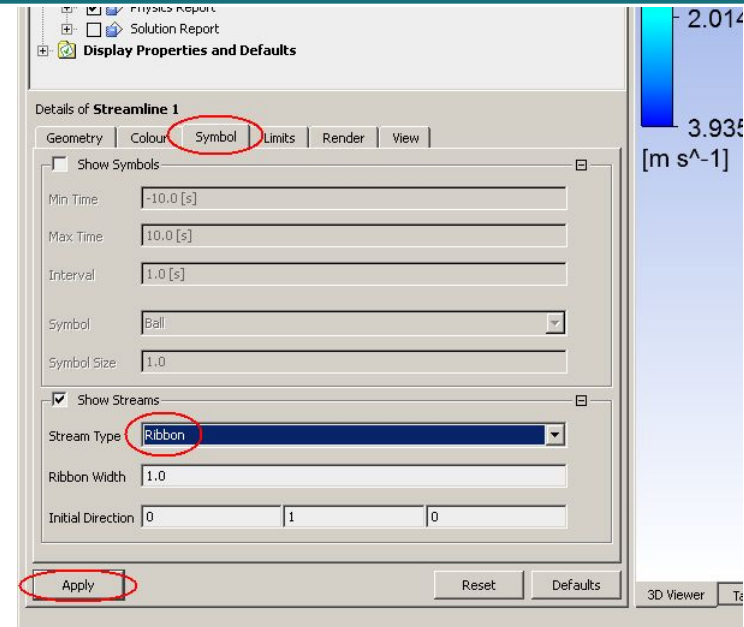 Physics Report
Solution Report
Display Properties and Defaults
Details of Streamline 1
Geometry Colour Symbol Limits Render View
Show Symbols
Min Time -10.0 [s]
Max Time 10.0 [s]
Interval 1.0 [s]
Symbol Ball
Symbol Size 1.0
Show Streams
Stream Type Ribbon
Ribbon Width 1.0
Initial Direction 0 1 0
Apply Reset Defaults
2.014
3.935
[m s^-1]
3D Viewer